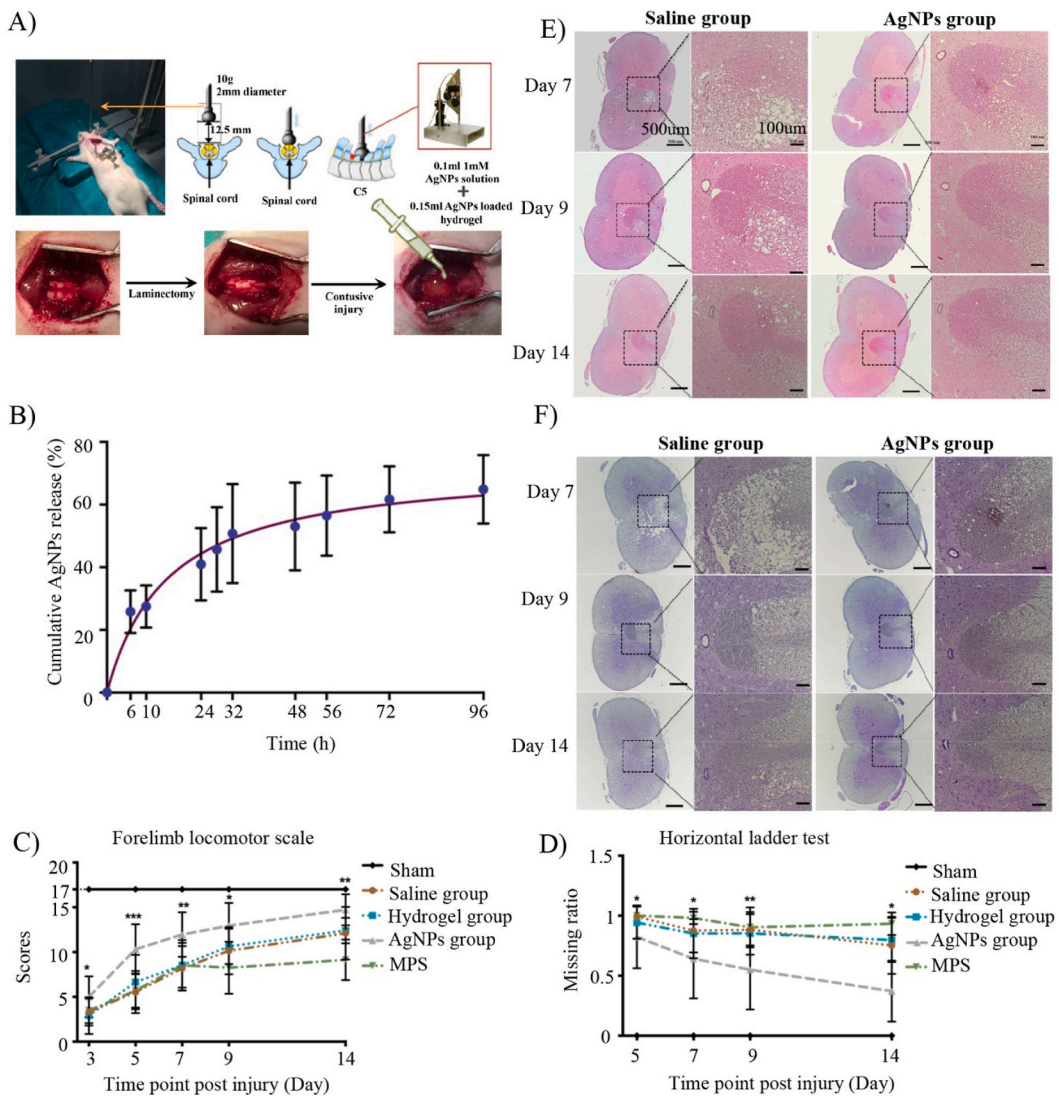 A)
10g
2mm diameter
12.5 mm
Spinal cord
Spinal cord
C5
0.1ml 1mM
AgNPs solution
+
0.15ml AgNPs loaded
hydrogel
Laminectomy
Contusive
injury
B)
Cumulative AgNPs release (%)
80
60
40
20
0
6 10 24 32 48 56 72 96
Time (h)
C)
Forelimb locomotor scale
Scores
20
17
15
10
5
0
* *** ** * **
3 5 7 9 14
Time point post injury (Day)
Sham
Saline group
Hydrogel group
AgNPs group
MPS
E)
Saline group AgNPs group
Day 7
500um 100um
Day 9
Day 14
F)
Saline group AgNPs group
Day 7
Day 9
Day 14
D)
Horizontal ladder test
Missing ratio
1.5
1
0.5
0
* * ** *
5 7 9 14
Time point post injury (Day)
Sham
Saline group
Hydrogel group
AgNPs group
MPS